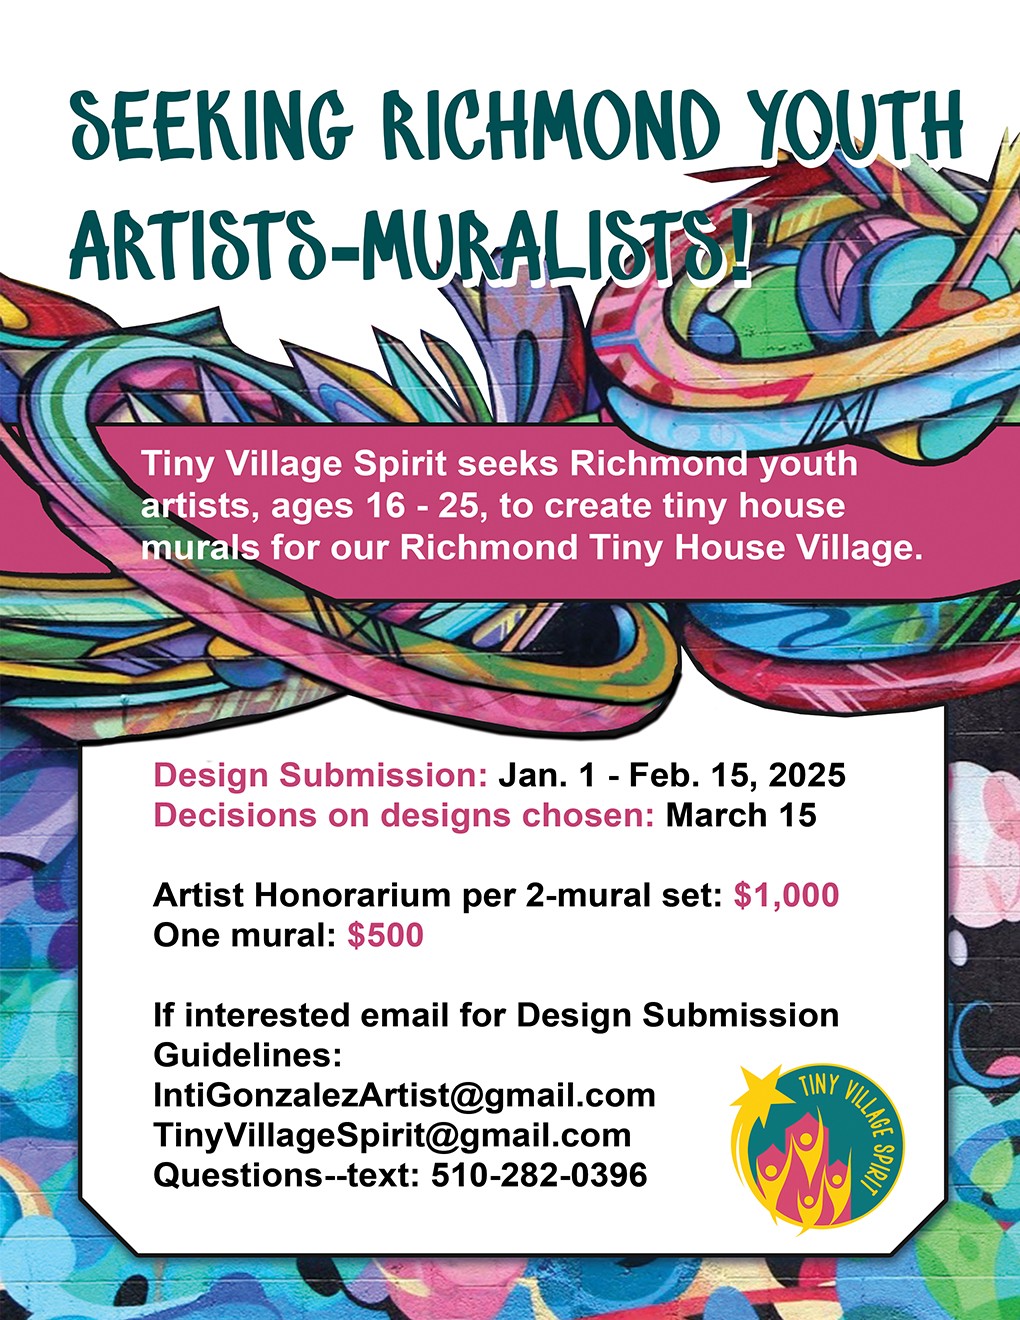 SEEKING RICHMOND YOUTH
ARTISTS-MURALISTS!
Tiny Village Spirit seeks Richmond youth
artists, ages 16 - 25, to create tiny house
murals for our Richmond Tiny House Village.
Design Submission: Jan. 1 - Feb. 15, 2025
Decisions on designs chosen: March 15
Artist Honorarium per 2-mural set: $1,000
One mural: $500
If interested email for Design Submission
Guidelines:
IntiGonzalezArtist@gmail.com
TinyVillageSpirit@gmail.com
Questions--text: 510-282-0396
TINY VILLAGE SPIRIT